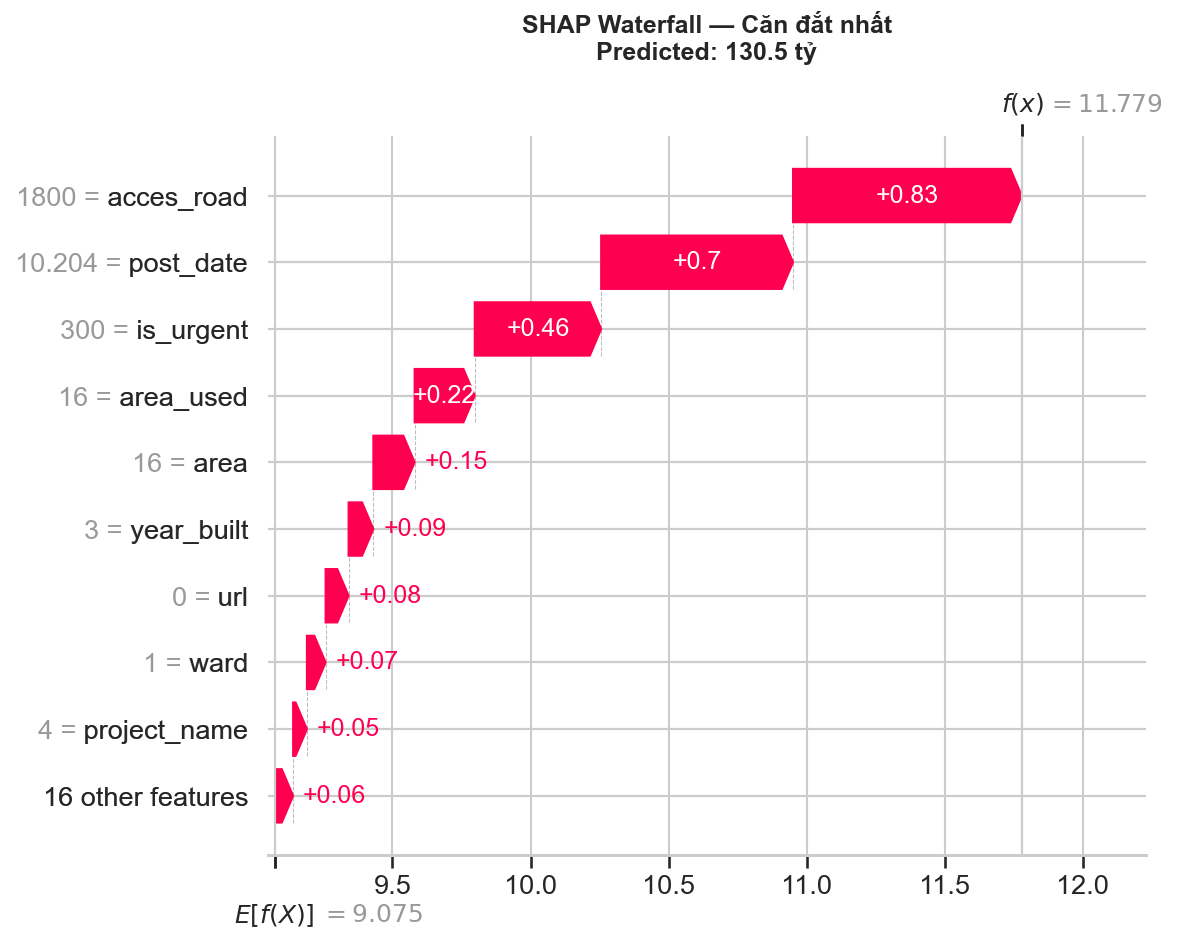 SHAP Waterfall — Căn đắt nhất
Predicted: 130.5 tỷ
f(x) = 11.779
1800 = acces_road
+0.83
10.204 = post_date
+0.7
300 = is_urgent
+0.46
16 = area_used
+0.22
16 = area
+0.15
3 = year_built
+0.09
0 = url
+0.08
1 = ward
+0.07
4 = project_name
+0.05
16 other features
+0.06
9.5 10.0 10.5 11.0 11.5 12.0
E[f(X)] = 9.075